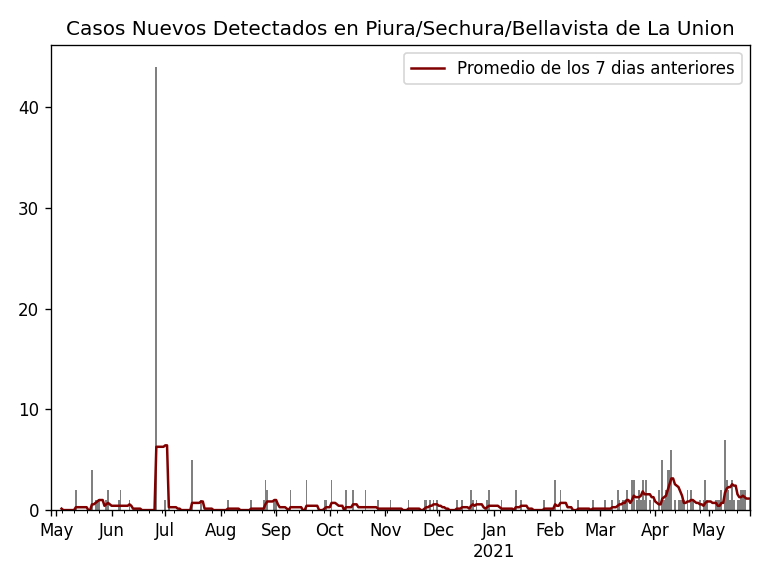 Casos Nuevos Detectados en Piura/Sechura/Bellavista de La Union
Promedio de los 7 dias anteriores
40
30
20
10
0
May Jun Jul Aug Sep Oct Nov Dec Jan Feb Mar Apr May
2021